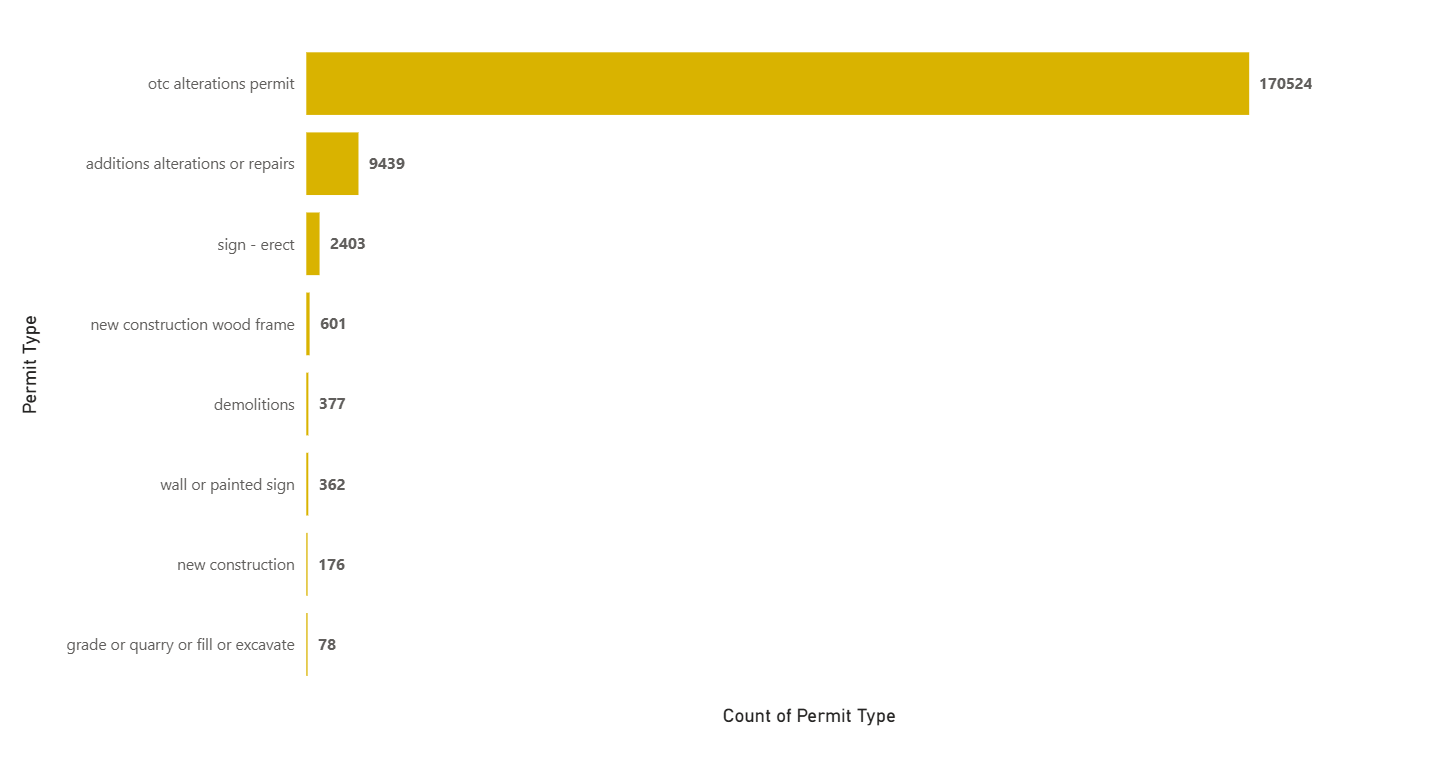 otc alterations permit 170524
additions alterations or repairs 9439
sign - erect 2403
new construction wood frame 601
demolitions 377
wall or painted sign 362
new construction 176
grade or quarry or fill or excavate 78
Permit Type
Count of Permit Type